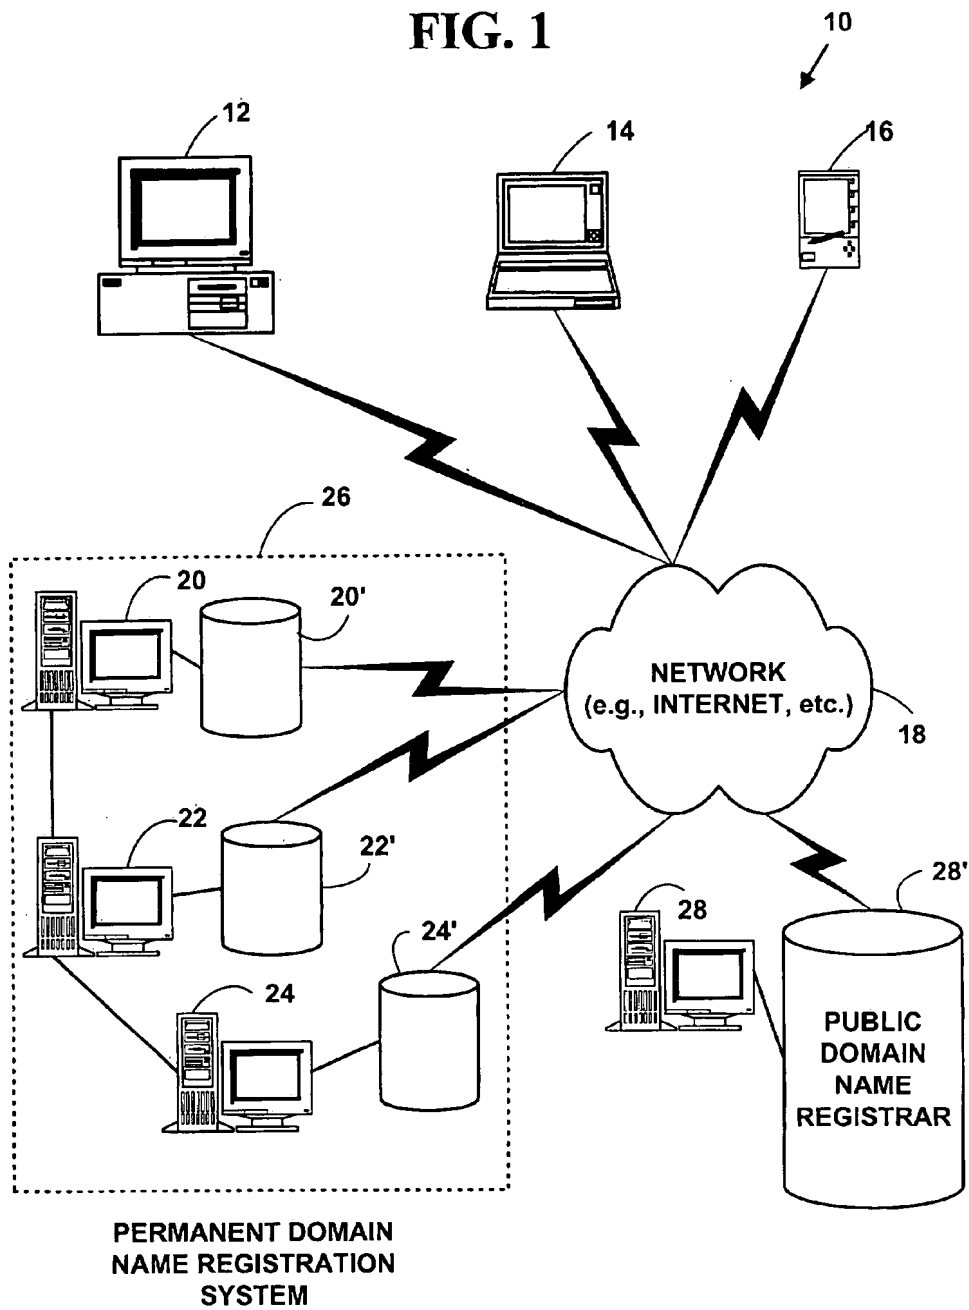 FIG. 1
10
12
14
16
26
20
20'
NETWORK
(e.g., INTERNET, etc.)
18
22
22'
28'
28
24'
24
PUBLIC
DOMAIN
NAME
REGISTRAR
PERMANENT DOMAIN
NAME REGISTRATION
SYSTEM